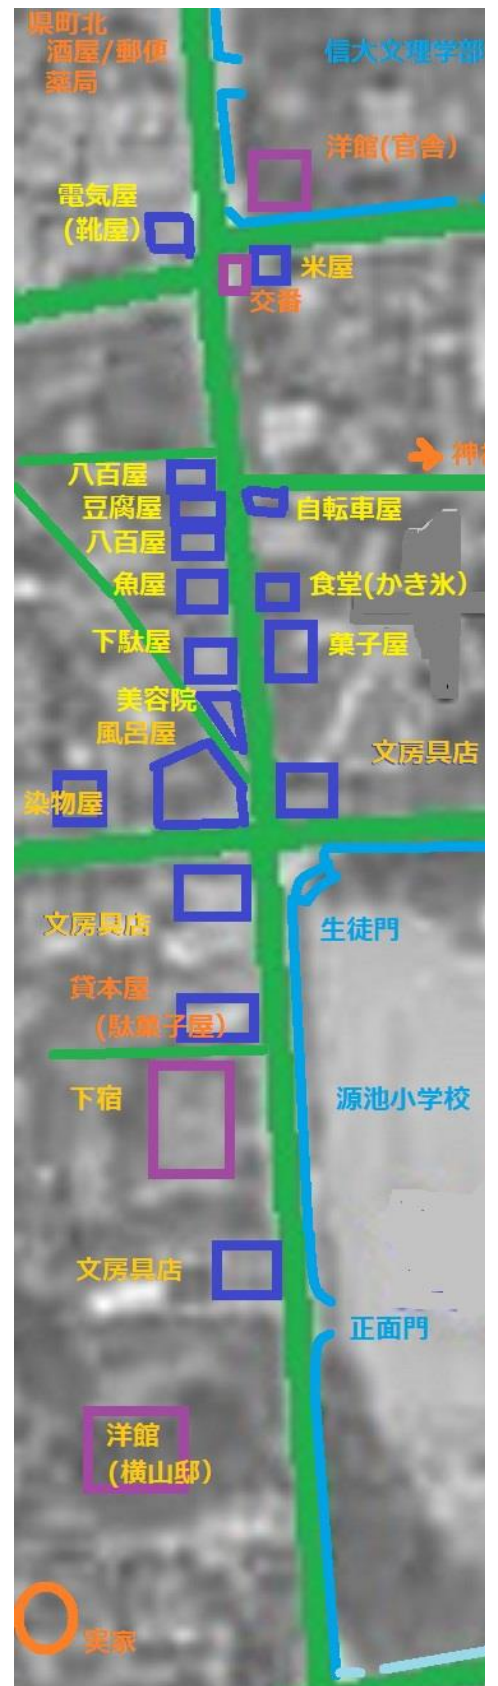 県町北
酒屋/郵便
薬局
信大文理学部
洋館(官舎)
電気屋
(靴屋)
米屋
交番
八百屋
豆腐屋
自転車屋
八百屋
魚屋
食堂(かき氷)
下駄屋
菓子屋
美容院
風呂屋
文房具店
染物屋
文房具店
生徒門
貸本屋
(駄菓子屋)
下宿
源池小学校
文房具店
正面門
洋館
(横山邸)
実家